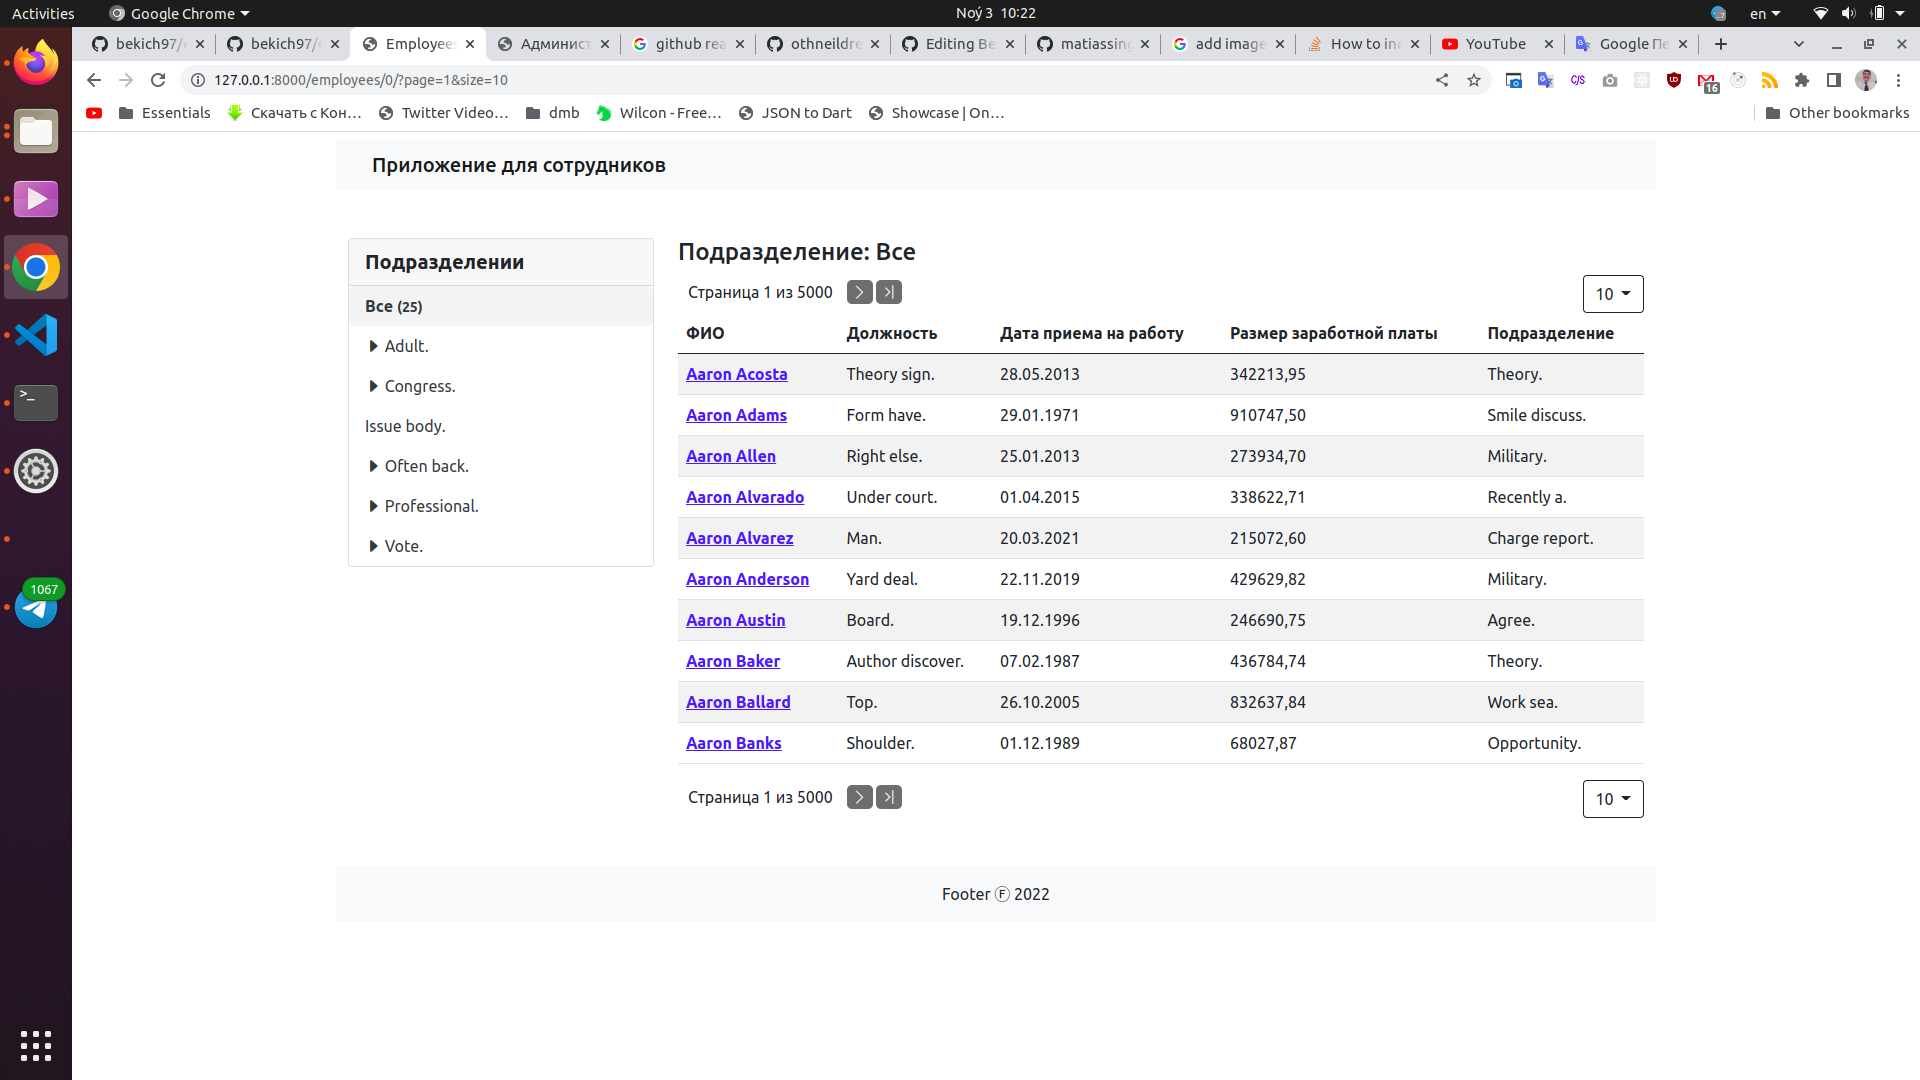 Activities Google Chrome Noý 3 10:22 en
bekich97/ bekich97/ Employee Админист github rea othneildre Editing Be matiassing add image How to inc YouTube Google Пе
127.0.0.1:8000/employees/0/?page=1&size=10 16
Essentials Скачать с Кон… Twitter Video… dmb Wilcon - Free… JSON to Dart Showcase | On… Other bookmarks
Приложение для сотрудников
Подразделении
Все (25)
Adult.
Congress.
Issue body.
Often back.
Professional.
Vote.
Подразделение: Все
Страница 1 из 5000 10
ФИО Должность Дата приема на работу Размер заработной платы Подразделение
Aaron Acosta Theory sign. 28.05.2013 342213,95 Theory.
Aaron Adams Form have. 29.01.1971 910747,50 Smile discuss.
Aaron Allen Right else. 25.01.2013 273934,70 Military.
Aaron Alvarado Under court. 01.04.2015 338622,71 Recently a.
Aaron Alvarez Man. 20.03.2021 215072,60 Charge report.
Aaron Anderson Yard deal. 22.11.2019 429629,82 Military.
Aaron Austin Board. 19.12.1996 246690,75 Agree.
Aaron Baker Author discover. 07.02.1987 436784,74 Theory.
Aaron Ballard Top. 26.10.2005 832637,84 Work sea.
Aaron Banks Shoulder. 01.12.1989 68027,87 Opportunity.
Страница 1 из 5000 10
Footer Ⓕ 2022
1067